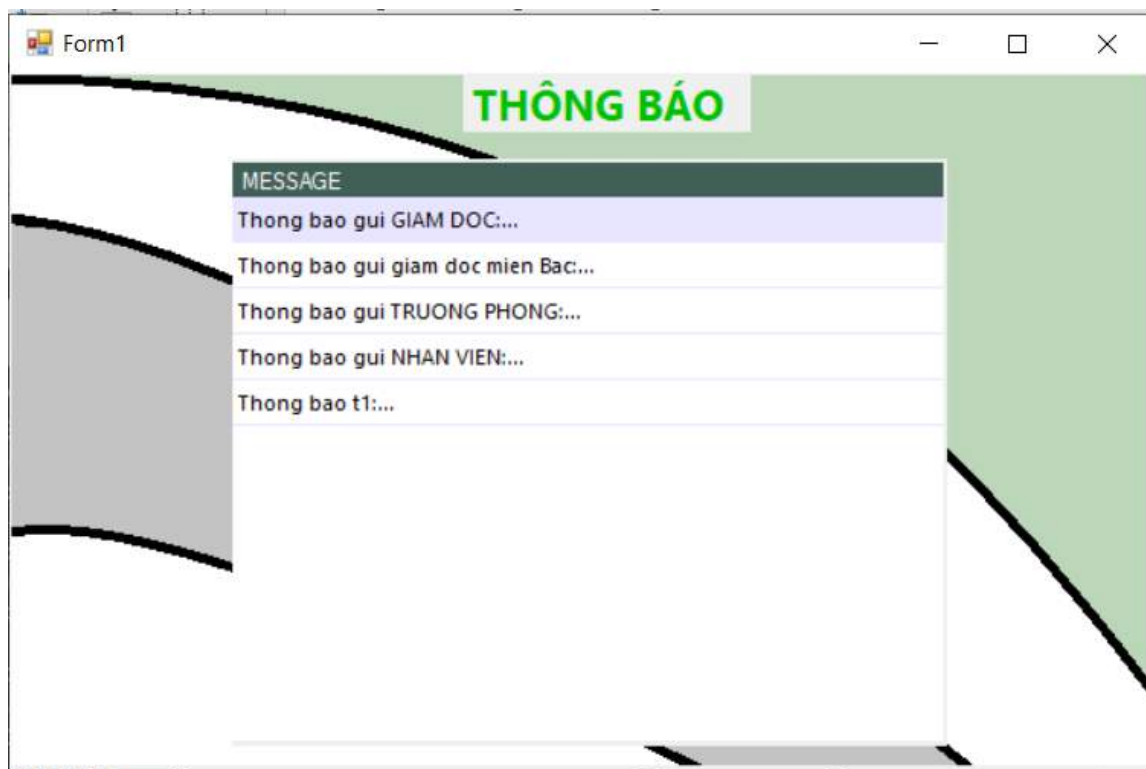 Form1
THÔNG BÁO
MESSAGE
Thong bao gui GIAM DOC:...
Thong bao gui giam doc mien Bac:...
Thong bao gui TRUONG PHONG:...
Thong bao gui NHAN VIEN:...
Thong bao t1:...